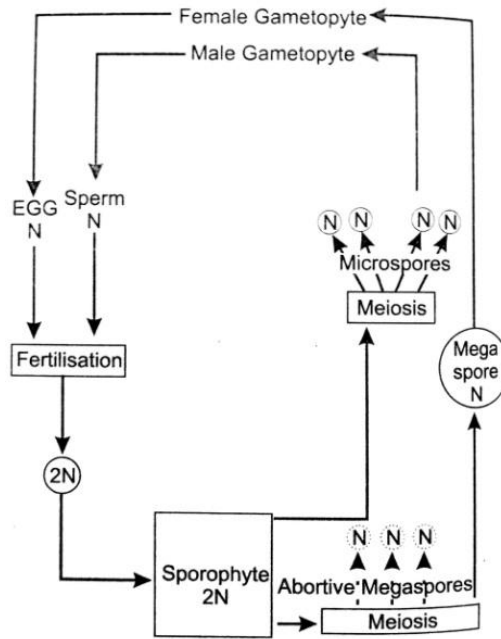 Female Gametopyte
Male Gametopyte
EGG
N
Sperm
N
N N N N
Microspores
Meiosis
Fertilisation
Mega
spore
N
2N
Sporophyte
2N
N N N
Abortive Megaspores
Meiosis